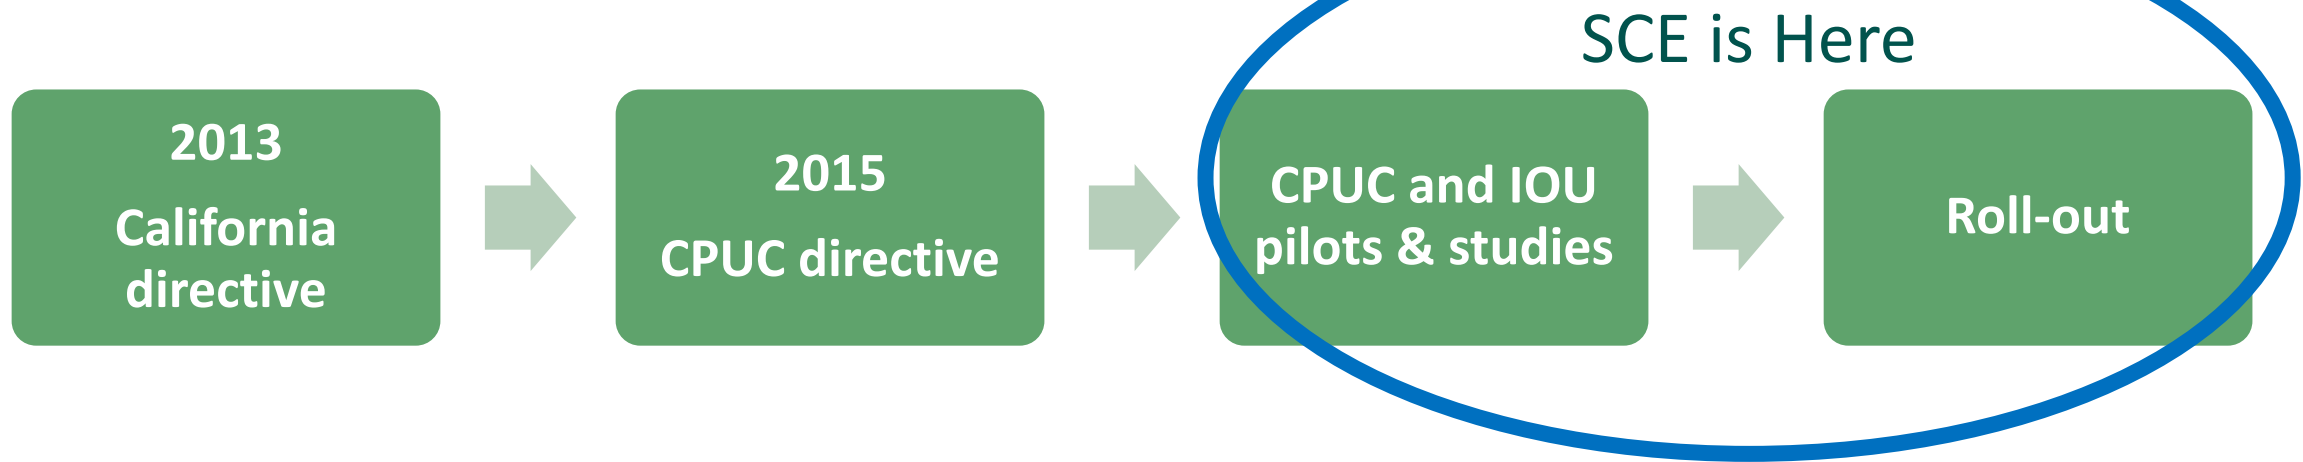 SCE is Here
2013
California
directive
2015
CPUC directive
CPUC and IOU
pilots & studies
Roll-out